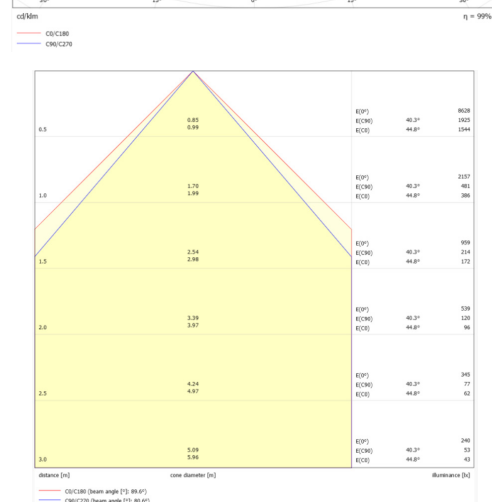 cd/klm η = 99%
C0/C180
C90/C270
E(0°) 8628
0.85 E(C90) 40.3° 1925
0.5 0.99 E(C0) 44.8° 1544
E(0°) 2157
1.70 E(C90) 40.3° 481
1.0 1.99 E(C0) 44.8° 386
E(0°) 959
2.54 E(C90) 40.3° 214
1.5 2.98 E(C0) 44.8° 172
E(0°) 539
3.39 E(C90) 40.3° 120
2.0 3.97 E(C0) 44.8° 96
E(0°) 345
4.24 E(C90) 40.3° 77
2.5 4.97 E(C0) 44.8° 62
E(0°) 240
5.09 E(C90) 40.3° 53
3.0 5.96 E(C0) 44.8° 43
distance [m] cone diameter [m] illuminance [lx]
C0/C180 (beam angle [°]: 89.6°)
C90/C270 (beam angle [°]: 80.6°)